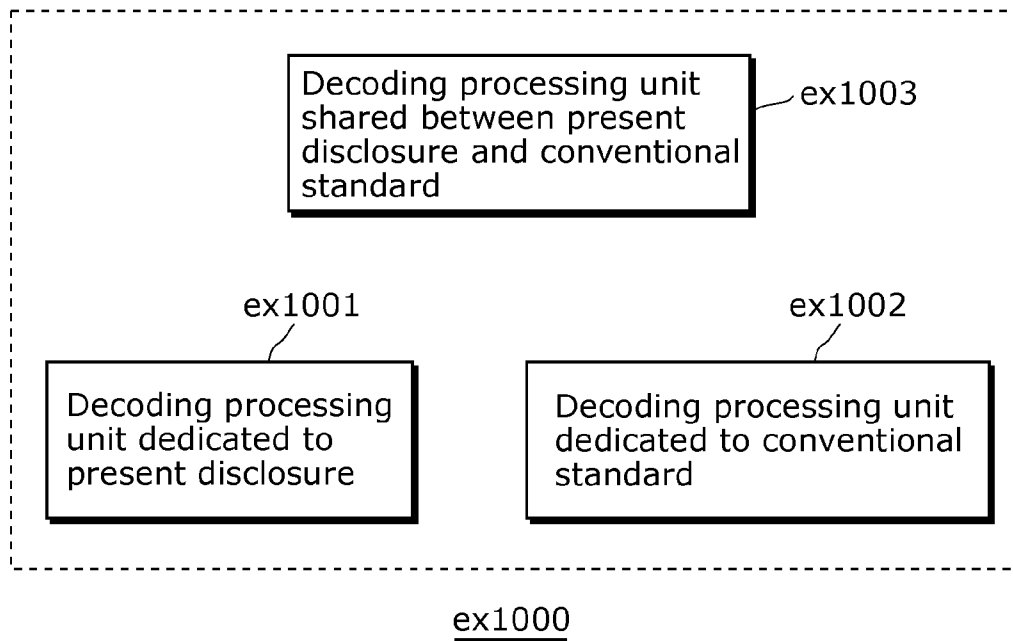 Decoding processing unit
shared between present
disclosure and conventional
standard
ex1003
ex1001
ex1002
Decoding processing
unit dedicated to
present disclosure
Decoding processing unit
dedicated to conventional
standard
ex1000